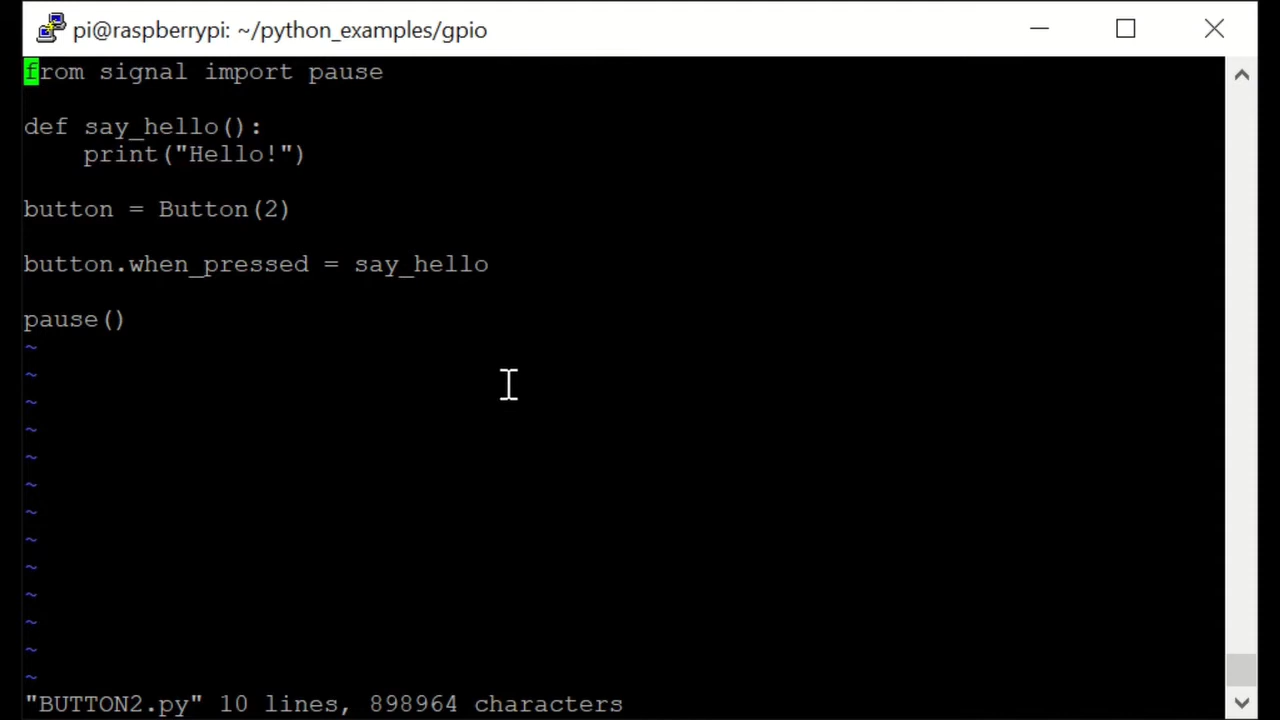 pi@raspberrypi: ~/python_examples/gpio
from signal import pause
def say_hello():
    print("Hello!")
button = Button(2)
button.when_pressed = say_hello
pause()
~
~
~
~
~
~
~
~
~
~
~
~
~
"BUTTON2.py" 10 lines, 898964 characters